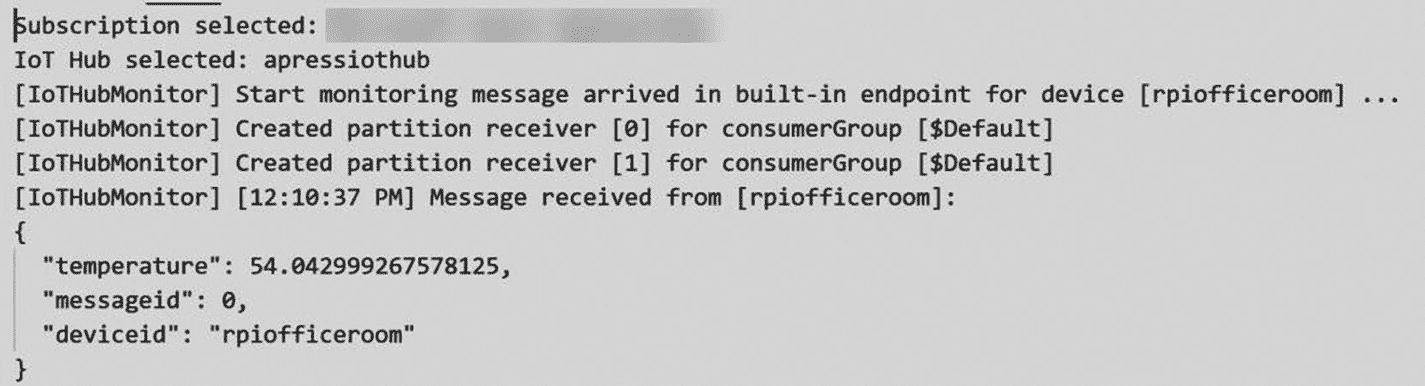 Subscription selected:
IoT Hub selected: apressiothub
[IoTHubMonitor] Start monitoring message arrived in built-in endpoint for device [rpiofficeroom] ...
[IoTHubMonitor] Created partition receiver [0] for consumerGroup [$Default]
[IoTHubMonitor] Created partition receiver [1] for consumerGroup [$Default]
[IoTHubMonitor] [12:10:37 PM] Message received from [rpiofficeroom]:
{
  "temperature": 54.042999267578125,
  "messageid": 0,
  "deviceid": "rpiofficeroom"
}